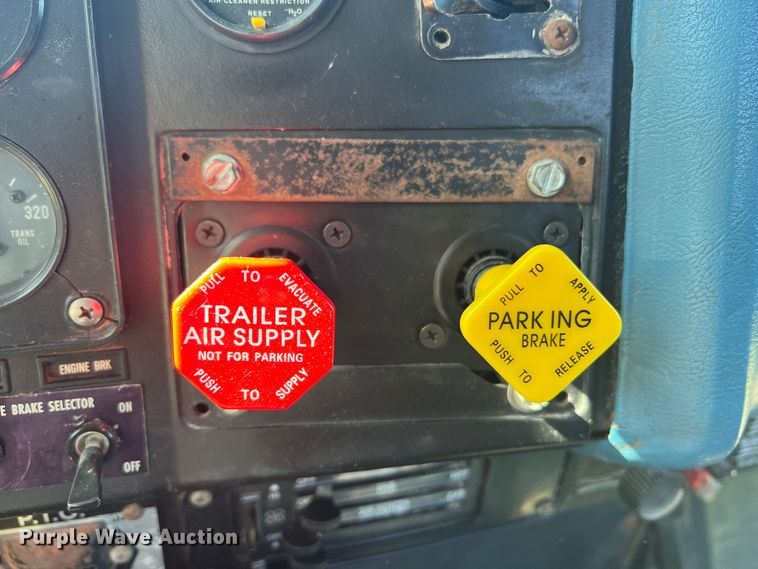 AIR CLEANER RESTRICTION
RESET "H₂O
320
TRANS
OIL
PULL TO EVACUATE
TRAILER
AIR SUPPLY
NOT FOR PARKING
PUSH TO SUPPLY
PULL TO APPLY
PARK ING
BRAKE
PUSH TO RELEASE
ENGINE BRK
E BRAKE SELECTOR ON
OFF
P.T.O.
Purple Wave Auction